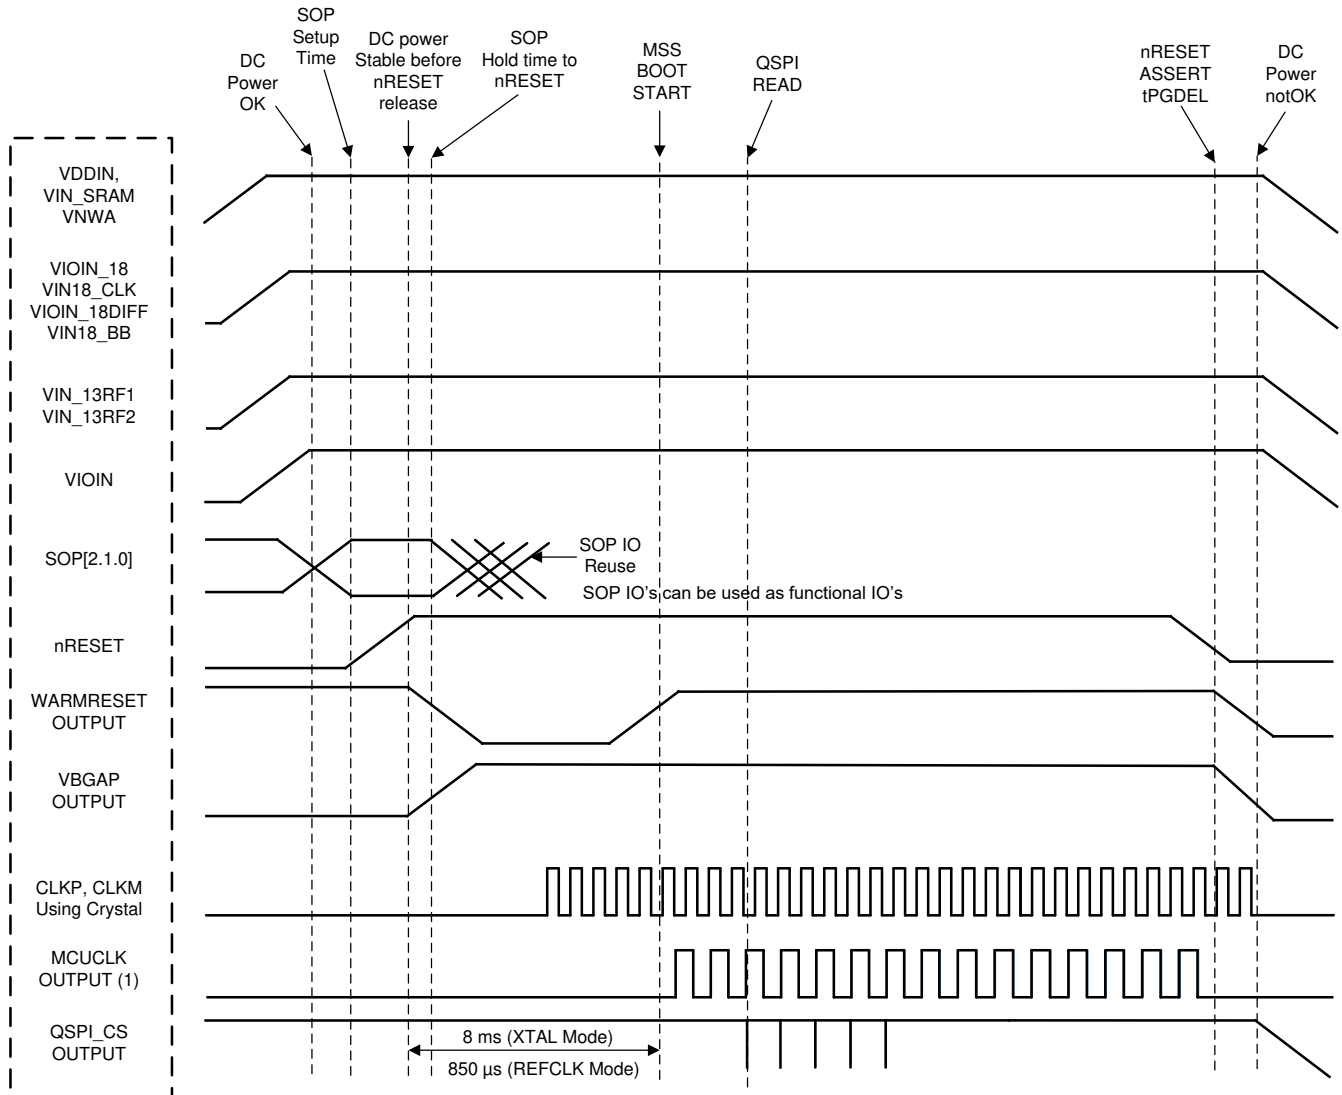 SOP
Setup
Time
DC
Power
OK
DC power
Stable before
nRESET
release
SOP
Hold time to
nRESET
MSS
BOOT
START
QSPI
READ
nRESET
ASSERT
tPGDEL
DC
Power
notOK
VDDIN,
VIN_SRAM
VNWA
VIOIN_18
VIN18_CLK
VIOIN_18DIFF
VIN18_BB
VIN_13RF1
VIN_13RF2
VIOIN
SOP[2.1.0]
SOP IO
Reuse
SOP IO's can be used as functional IO's
nRESET
WARMRESET
OUTPUT
VBGAP
OUTPUT
CLKP, CLKM
Using Crystal
MCUCLK
OUTPUT (1)
QSPI_CS
OUTPUT
8 ms (XTAL Mode)
850 µs (REFCLK Mode)